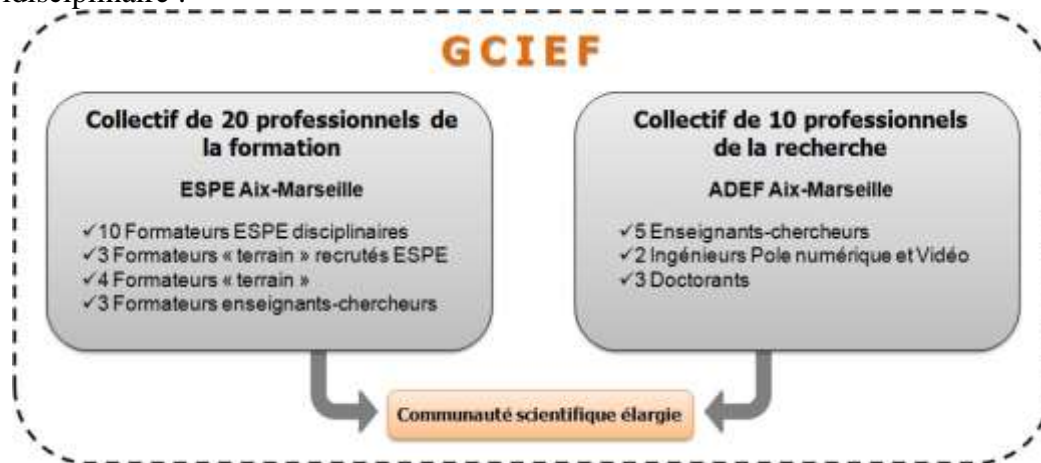 GCIEF
Collectif de 20 professionnels de
la formation
ESPE Aix-Marseille
✓10 Formateurs ESPE disciplinaires
✓3 Formateurs « terrain » recrutés ESPE
✓4 Formateurs « terrain »
✓3 Formateurs enseignants-chercheurs
Collectif de 10 professionnels
de la recherche
ADEF Aix-Marseille
✓5 Enseignants-chercheurs
✓2 Ingénieurs Pole numérique et Vidéo
✓3 Doctorants
Communauté scientifique élargie